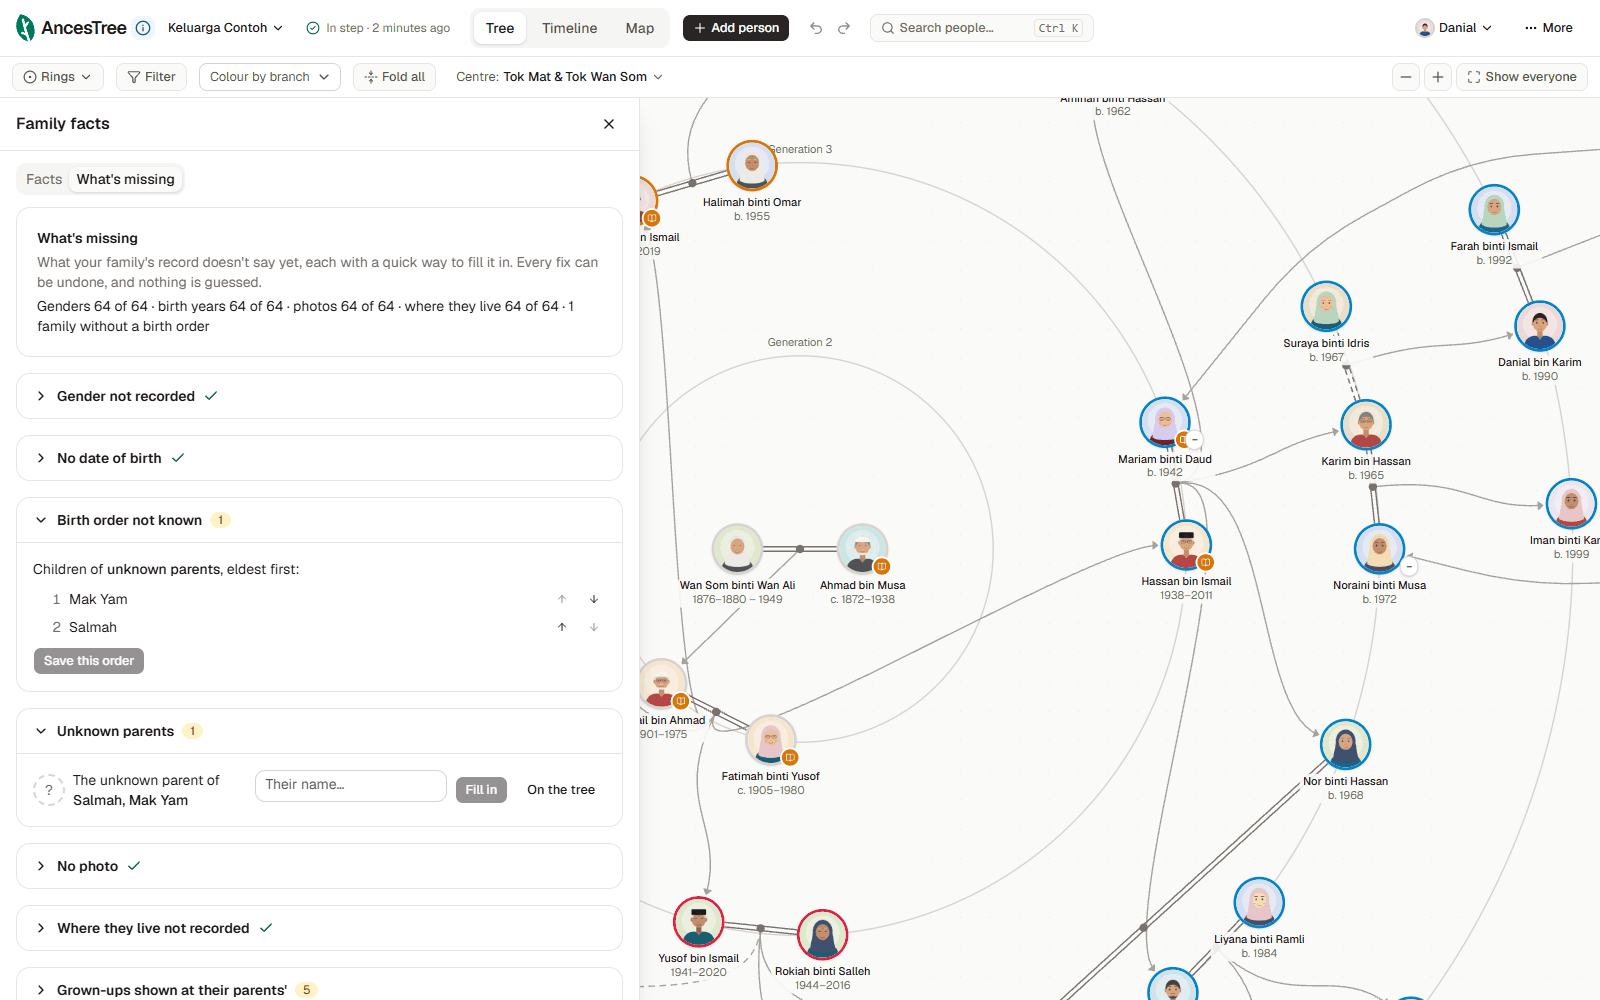 AncesTree
Keluarga Contoh
In step · 2 minutes ago
Tree
Timeline
Map
Add person
Search people...
Ctrl K
Danial
More
Rings
Filter
Colour by branch
Fold all
Centre: Tok Mat & Tok Wan Som
Show everyone
Family facts
Facts
What's missing
What's missing
What your family's record doesn't say yet, each with a quick way to fill it in. Every fix can
be undone, and nothing is guessed.
Genders 64 of 64 · birth years 64 of 64 · photos 64 of 64 · where they live 64 of 64 · 1
family without a birth order
Gender not recorded
No date of birth
Birth order not known 1
Children of unknown parents, eldest first:
1 Mak Yam
2 Salmah
Save this order
Unknown parents 1
?
The unknown parent of
Salmah, Mak Yam
Their name...
Fill in
On the tree
No photo
Where they live not recorded
Grown-ups shown at their parents' 5
b. 1962
Generation 3
Halimah binti Omar
b. 1955
n Ismail
2019
Generation 2
Farah binti Ismail
b. 1992
Suraya binti Idris
b. 1967
Danial bin Karim
b. 1990
Mariam binti Daud
b. 1942
Karim bin Hassan
b. 1965
Iman binti Kar
b. 1999
Wan Som binti Wan Ali
1876–1880 – 1949
Ahmad bin Musa
c. 1872–1938
Hassan bin Ismail
1938–2011
Noraini binti Musa
b. 1972
ail bin Ahmad
901–1975
Fatimah binti Yusof
c. 1905–1980
Nor binti Hassan
b. 1968
Liyana binti Ramli
b. 1984
Yusof bin Ismail
1941–2020
Rokiah binti Salleh
1944–2016